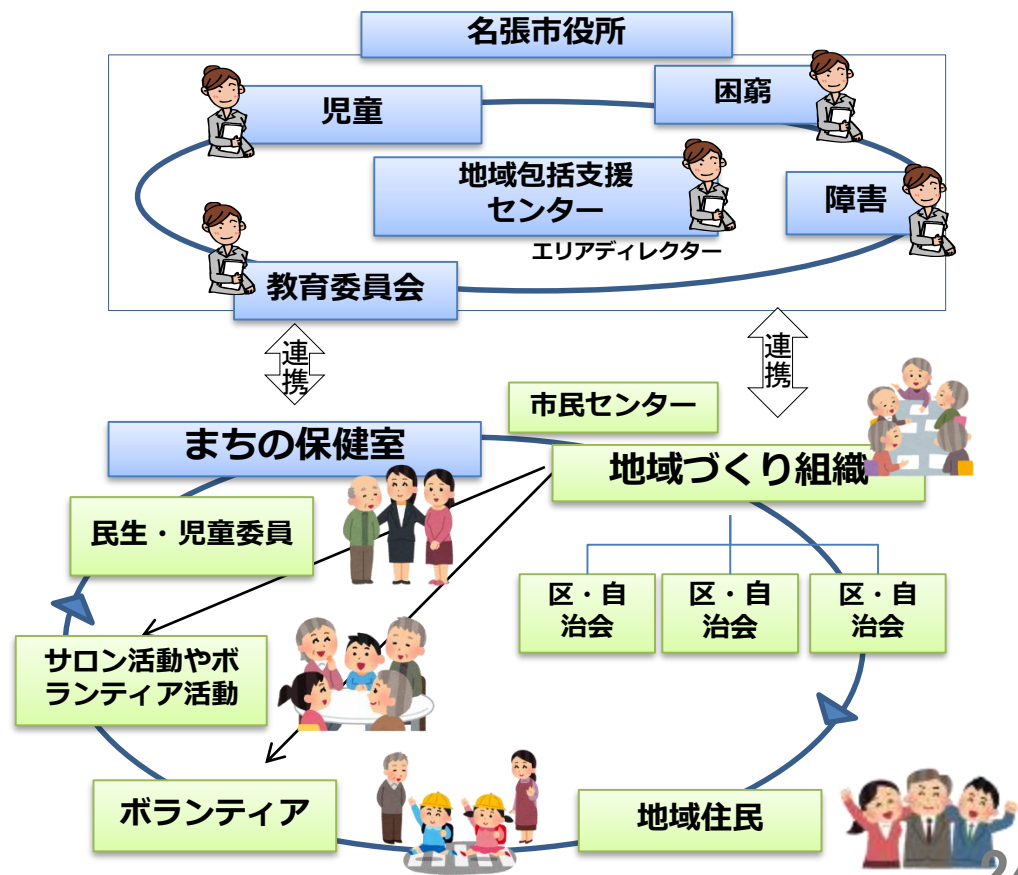 名張市役所
児童
困窮
地域包括支援
センター
障害
エリアディレクター
教育委員会
連
携
連
携
市民センター
まちの保健室
地域づくり組織
民生・児童委員
区・自
治会
区・自
治会
区・自
治会
サロン活動やボ
ランティア活動
ボランティア
地域住民